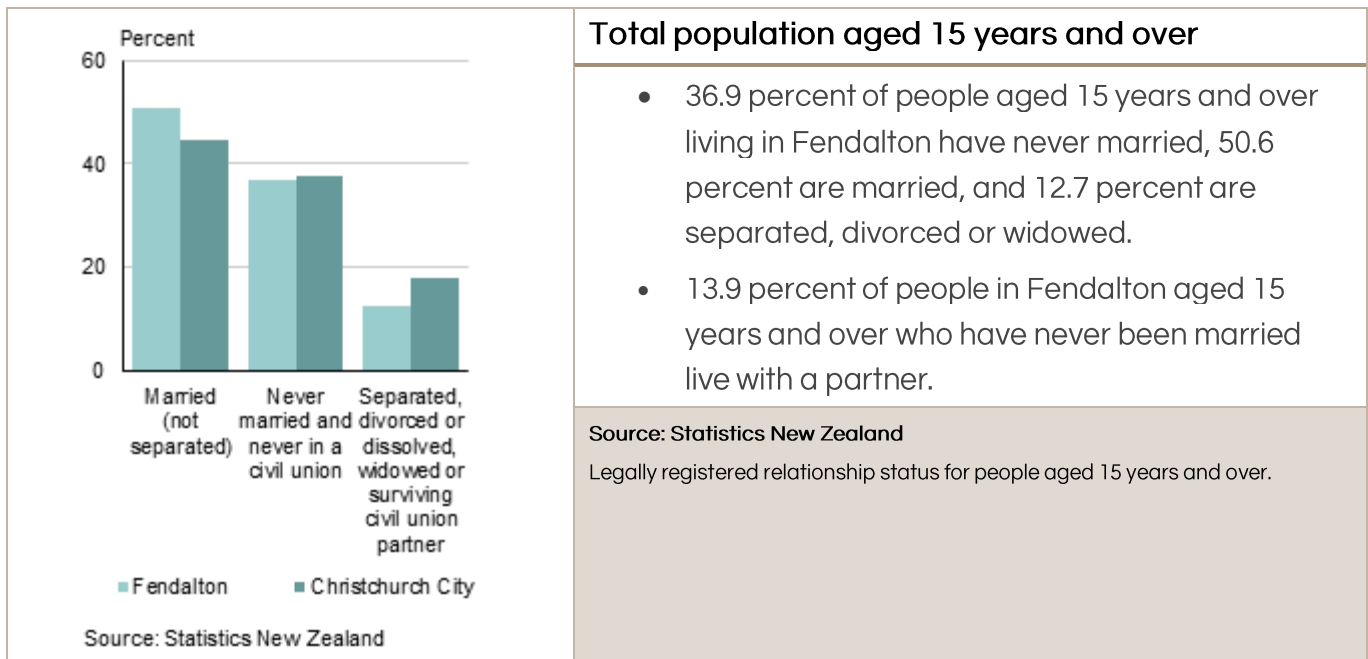 Percent
60
40
20
0
Married
(not
separated)
Never
married and
never in a
civil union
Separated,
divorced or
dissolved,
widowed or
surviving
civil union
partner
Fendalton
Christchurch City
Source: Statistics New Zealand
Total population aged 15 years and over
• 36.9 percent of people aged 15 years and over
living in Fendalton have never married, 50.6
percent are married, and 12.7 percent are
separated, divorced or widowed.
• 13.9 percent of people in Fendalton aged 15
years and over who have never been married
live with a partner.
Source: Statistics New Zealand
Legally registered relationship status for people aged 15 years and over.